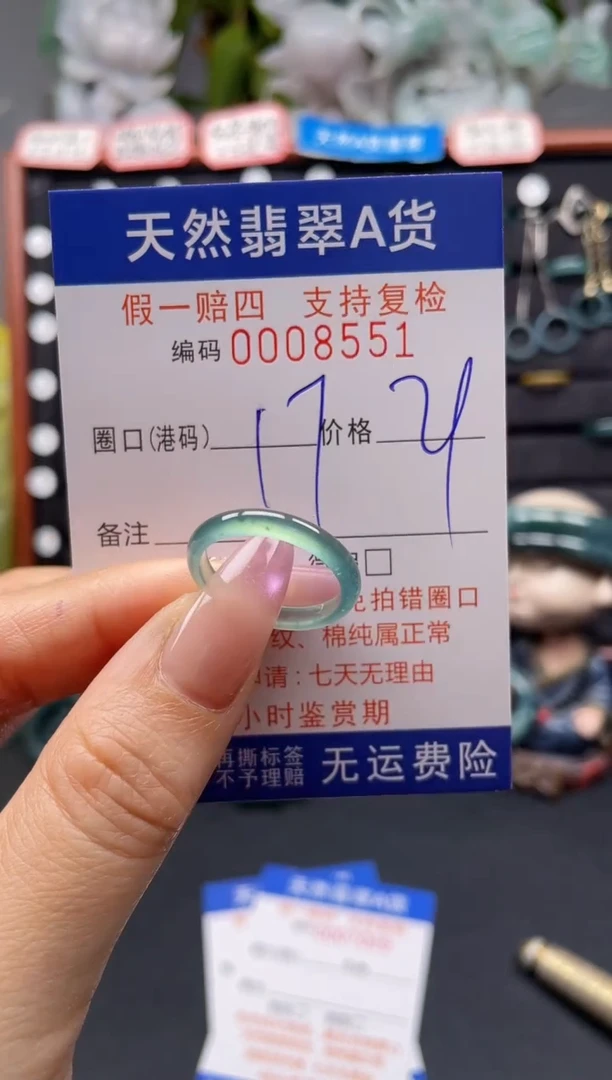 天然翡翠A货
假一赔四 支持复检
编码 0008551
圈口(港码) 17 价格 24
备注
拍错圈口
纹、棉纯属正常
申请:七天无理由
小时鉴赏期
再撕标签
不予理赔
无运费险